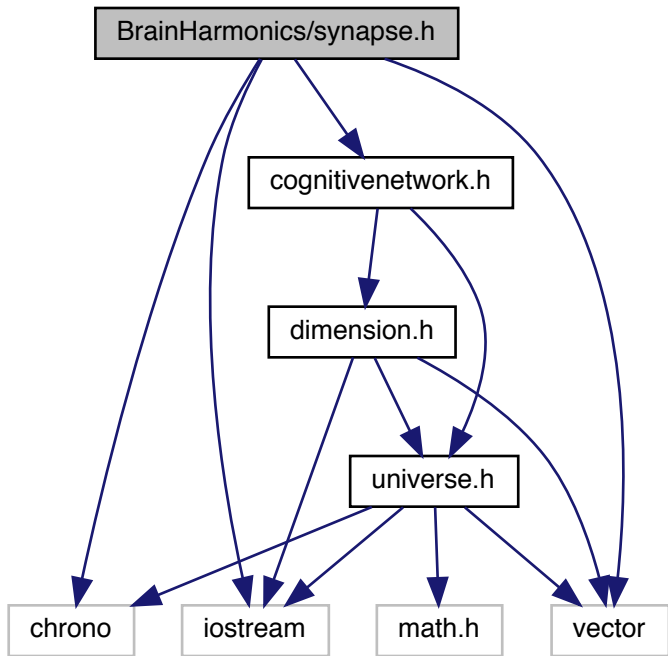 BrainHarmonics/synapse.h
cognitivenetwork.h
dimension.h
universe.h
chrono
iostream
math.h
vector